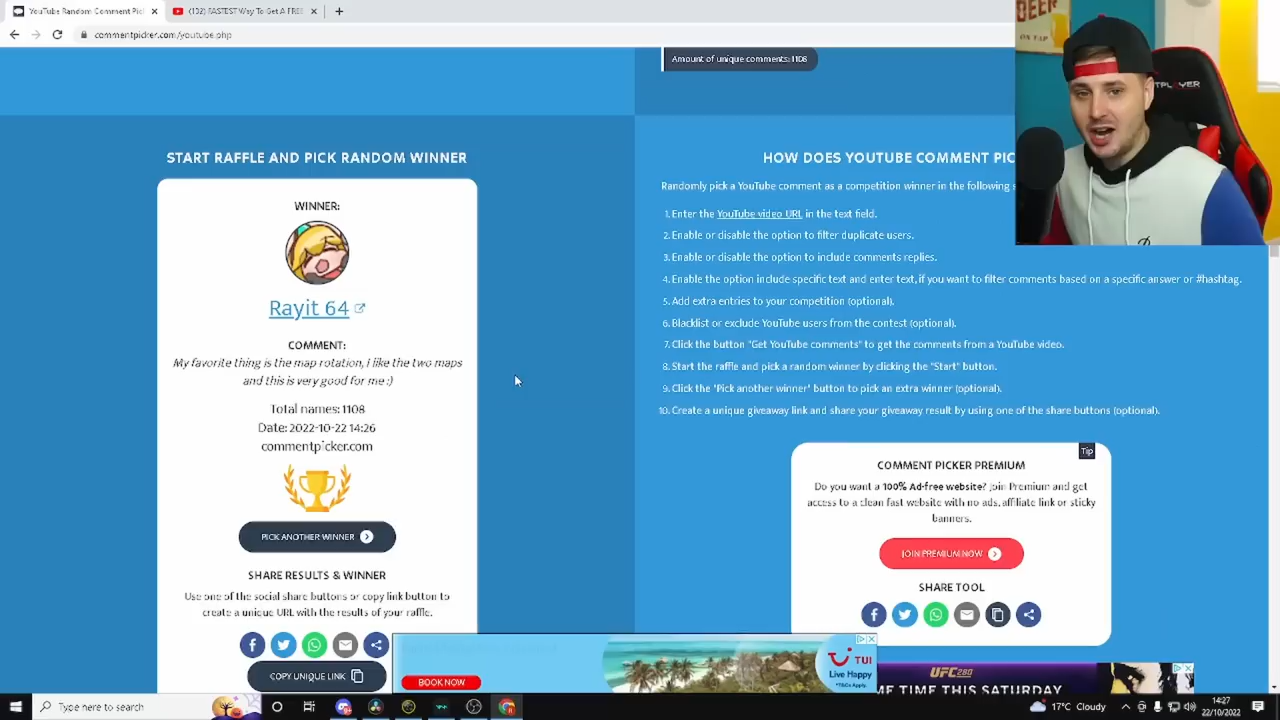 YouTube Random Comment Pic
(102) FASTEST Way To Get A FREE
commentpicker.com/youtube.php
BEER
ON TAP
Amount of unique comments: 1108
START RAFFLE AND PICK RANDOM WINNER
WINNER:
Rayit 64
COMMENT:
My favorite thing is the map rotation, i like the two maps
and this is very good for me :)
Total names: 1108
Date: 2022-10-22 14:26
commentpicker.com
PICK ANOTHER WINNER
SHARE RESULTS & WINNER
Use one of the social share buttons or copy link button to
create a unique URL with the results of your raffle.
COPY UNIQUE LINK
HOW DOES YOUTUBE COMMENT PIC
Randomly pick a YouTube comment as a competition winner in the following s
1. Enter the YouTube video URL in the text field.
2. Enable or disable the option to filter duplicate users.
3. Enable or disable the option to include comments replies.
4. Enable the option include specific text and enter text, if you want to filter comments based on a specific answer or #hashtag.
5. Add extra entries to your competition (optional).
6. Blacklist or exclude YouTube users from the contest (optional).
7. Click the button "Get YouTube comments" to get the comments from a YouTube video.
8. Start the raffle and pick a random winner by clicking the "Start" button.
9. Click the 'Pick another winner' button to pick an extra winner (optional).
10. Create a unique giveaway link and share your giveaway result by using one of the share buttons (optional).
Tip
COMMENT PICKER PREMIUM
Do you want a 100% Ad-free website? Join Premium and get
access to a clean fast website with no ads, affiliate link or sticky
banners.
JOIN PREMIUM NOW
SHARE TOOL
BOOK NOW
TUI
Live Happy
*T&Cs Apply
UFC 280
ME TIME THIS SATURDAY
Type here to search
17°C Cloudy
14:27
22/10/2022